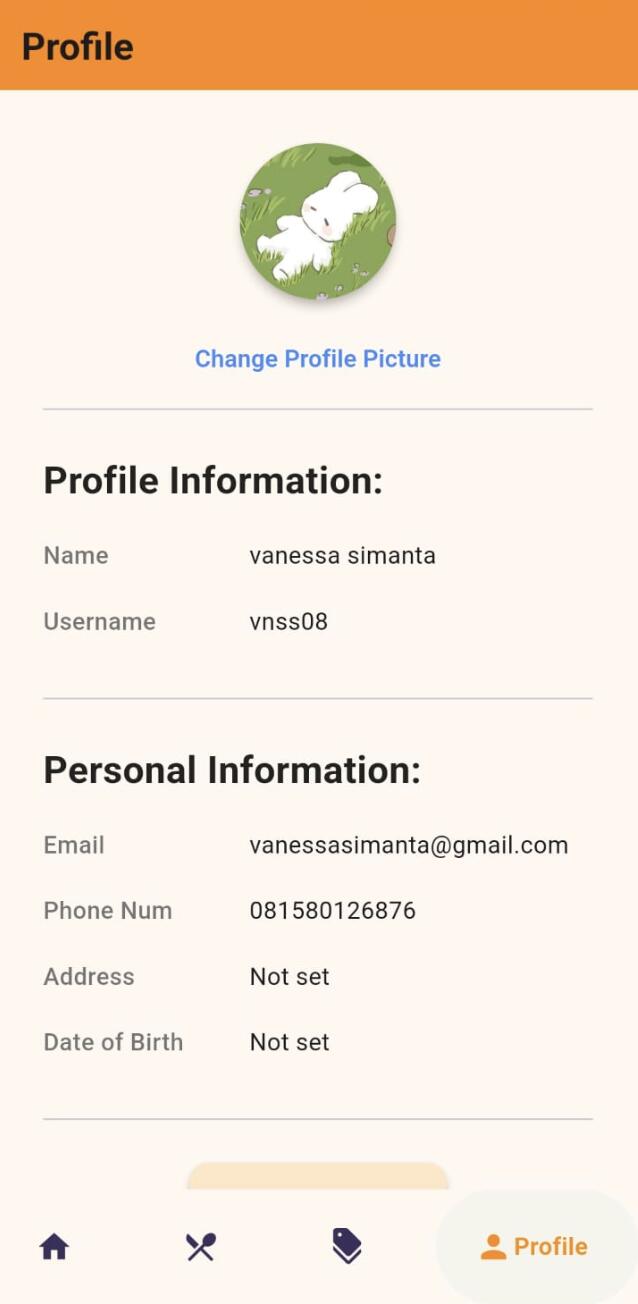 Profile
Change Profile Picture
Profile Information:
Name vanessa simanta
Username vnss08
Personal Information:
Email vanessasimanta@gmail.com
Phone Num 081580126876
Address Not set
Date of Birth Not set
Profile